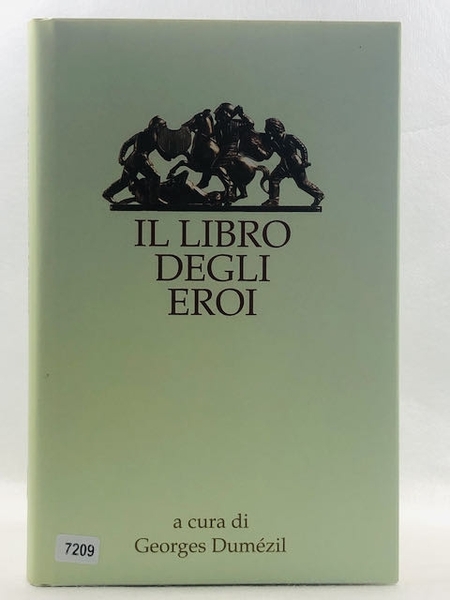 IL LIBRO
DEGLI
EROI
a cura di
Georges Dumézil
7209